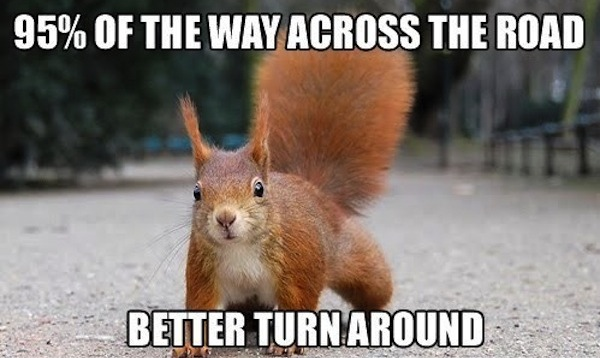 95% OF THE WAY ACROSS THE ROAD
BETTER TURN AROUND